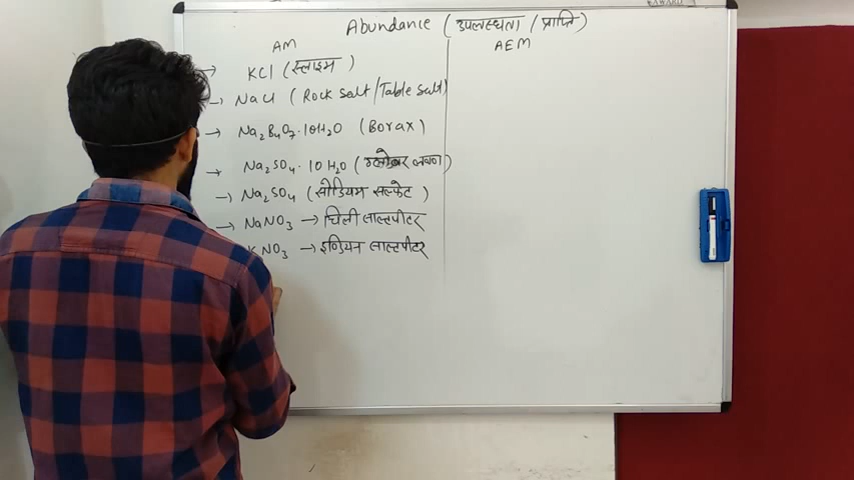 Abundance (उपलब्धता / प्राप्ति)
AM
AEM
→ KCl (स्लाइम)
→ NaCl (Rock Salt/Table Salt)
→ Na2B4O7·10H2O (Borax)
→ Na2SO4·10H2O (ग्लोबर लवण)
→ Na2SO4 (सोडियम सल्फेट)
→ NaNO3 → चिली साल्टपीटर
KNO3 → इण्डियन साल्टपीटर